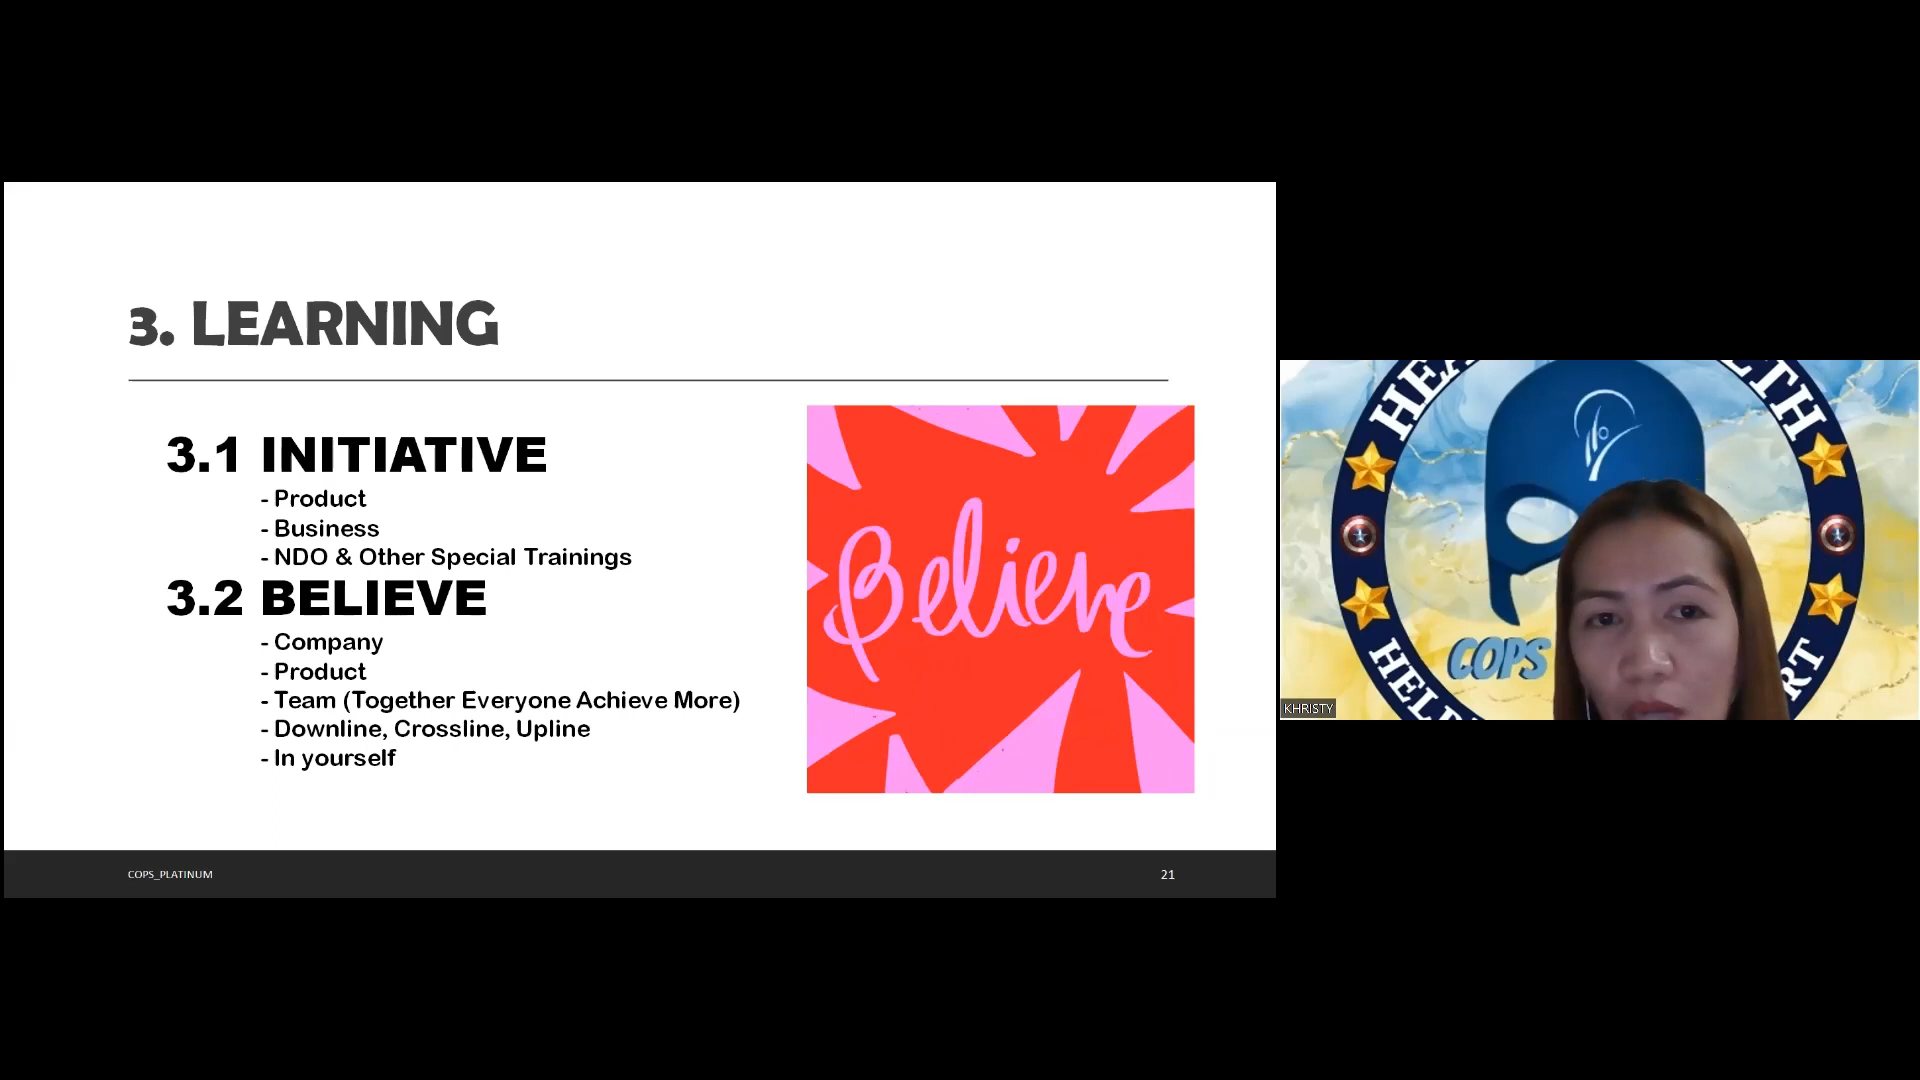 3. LEARNING
3.1 INITIATIVE
- Product
- Business
- NDO & Other Special Trainings
3.2 BELIEVE
- Company
- Product
- Team (Together Everyone Achieve More)
- Downline, Crossline, Upline
- In yourself
Believe
COPS_PLATINUM
21
COPS
KHRISTY